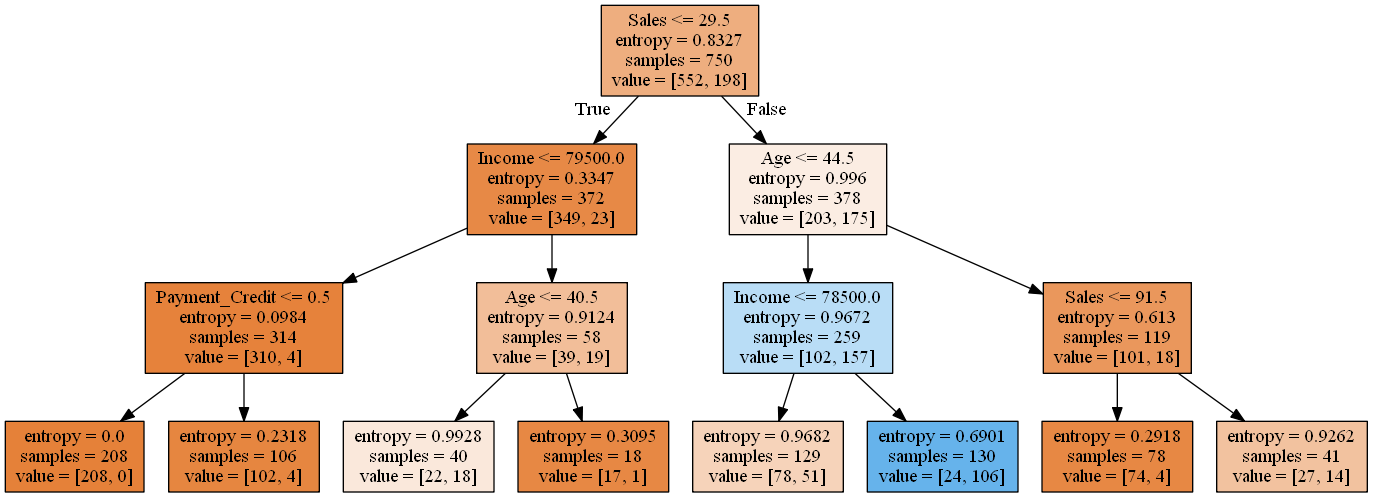 Sales <= 29.5
entropy = 0.8327
samples = 750
value = [552, 198]
True
False
Income <= 79500.0
entropy = 0.3347
samples = 372
value = [349, 23]
Age <= 44.5
entropy = 0.996
samples = 378
value = [203, 175]
Payment_Credit <= 0.5
entropy = 0.0984
samples = 314
value = [310, 4]
Age <= 40.5
entropy = 0.9124
samples = 58
value = [39, 19]
Income <= 78500.0
entropy = 0.9672
samples = 259
value = [102, 157]
Sales <= 91.5
entropy = 0.613
samples = 119
value = [101, 18]
entropy = 0.0
samples = 208
value = [208, 0]
entropy = 0.2318
samples = 106
value = [102, 4]
entropy = 0.9928
samples = 40
value = [22, 18]
entropy = 0.3095
samples = 18
value = [17, 1]
entropy = 0.9682
samples = 129
value = [78, 51]
entropy = 0.6901
samples = 130
value = [24, 106]
entropy = 0.2918
samples = 78
value = [74, 4]
entropy = 0.9262
samples = 41
value = [27, 14]